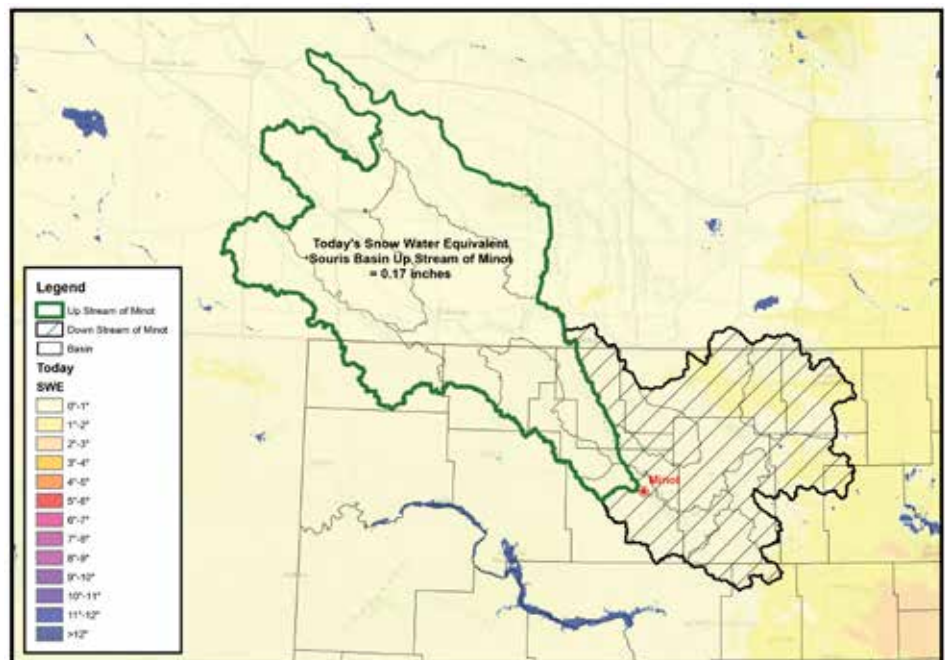 Today's Snow Water Equivalent
Souris Basin Up Stream of Minot
= 0.17 inches
Minot
Legend
Up Stream of Minot
Down Stream of Minot
Basin
Today
SWE
0"-1"
1"-2"
2"-3"
3"-4"
4"-5"
5"-6"
6"-7"
7"-8"
8"-9"
9"-10"
10"-11"
11"-12"
>12"